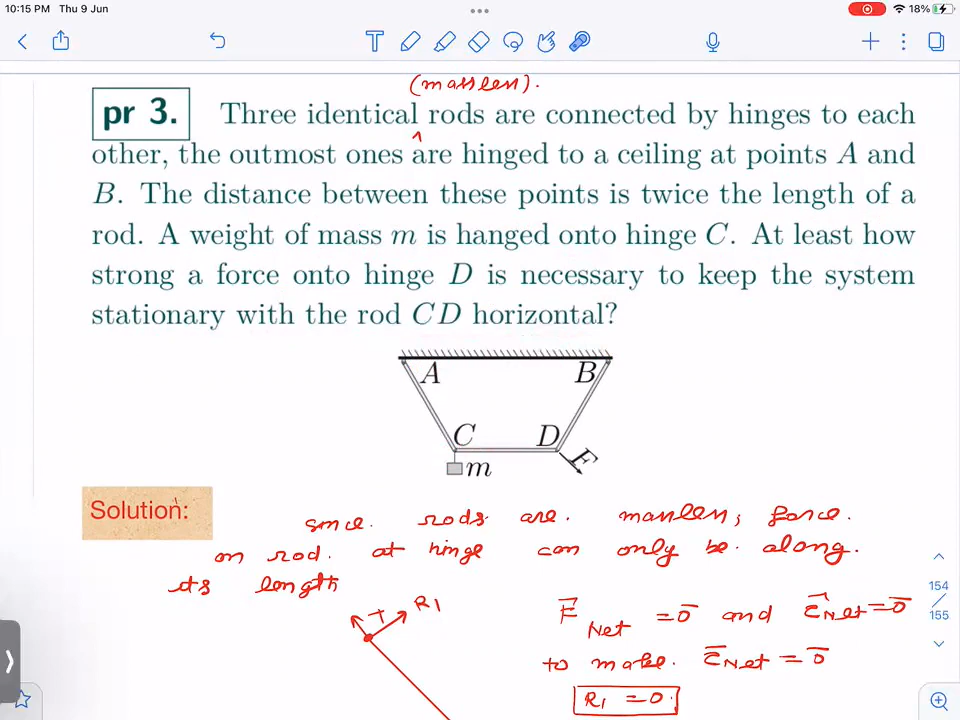 10:15 PM Thu 9 Jun
18%
(massless).
pr 3. Three identical rods are connected by hinges to each
other, the outmost ones are hinged to a ceiling at points A and
B. The distance between these points is twice the length of a
rod. A weight of mass m is hanged onto hinge C. At least how
strong a force onto hinge D is necessary to keep the system
stationary with the rod CD horizontal?
A B
C D
m F
Solution:
since rods are massless, force
on rod at hinge can only be along
its length
T R1
F⃗ Net = 0̄ and τ⃗ Net = 0̄
to make τ̄ Net = 0̄
R1 = 0
154
155